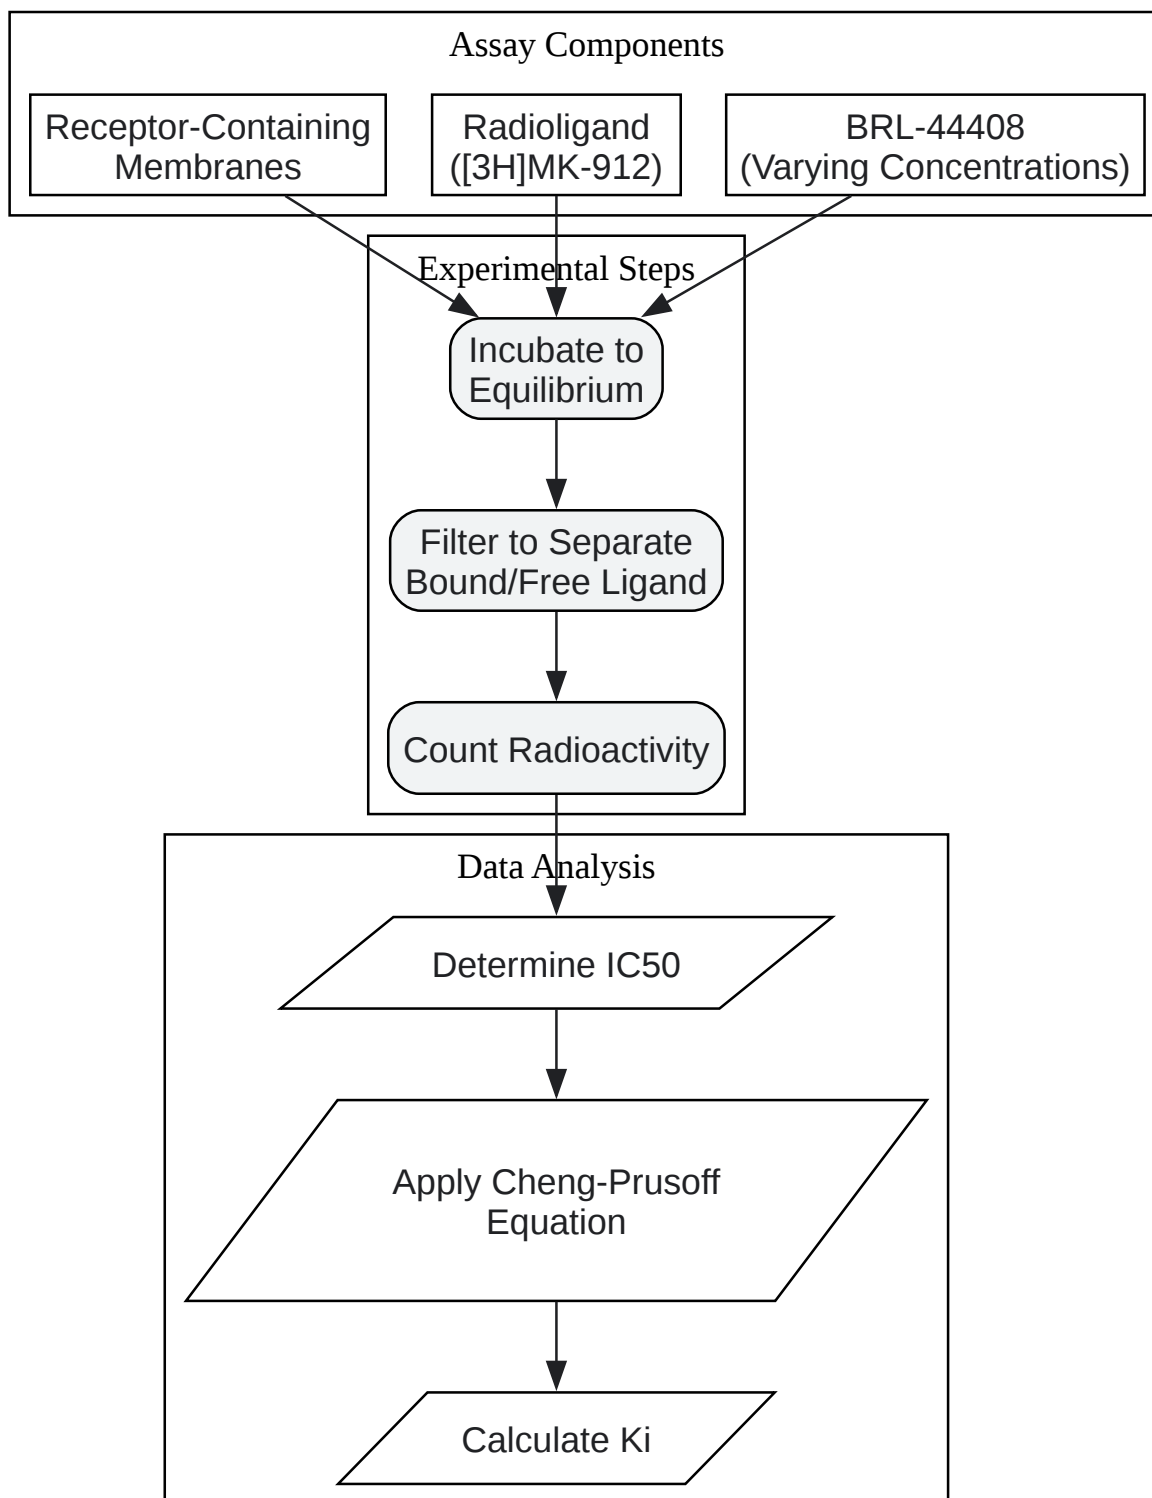 Assay Components
Receptor-Containing
Membranes
Radioligand
([3H]MK-912)
BRL-44408
(Varying Concentrations)
Experimental Steps
Incubate to
Equilibrium
Filter to Separate
Bound/Free Ligand
Count Radioactivity
Data Analysis
Determine IC50
Apply Cheng-Prusoff
Equation
Calculate Ki